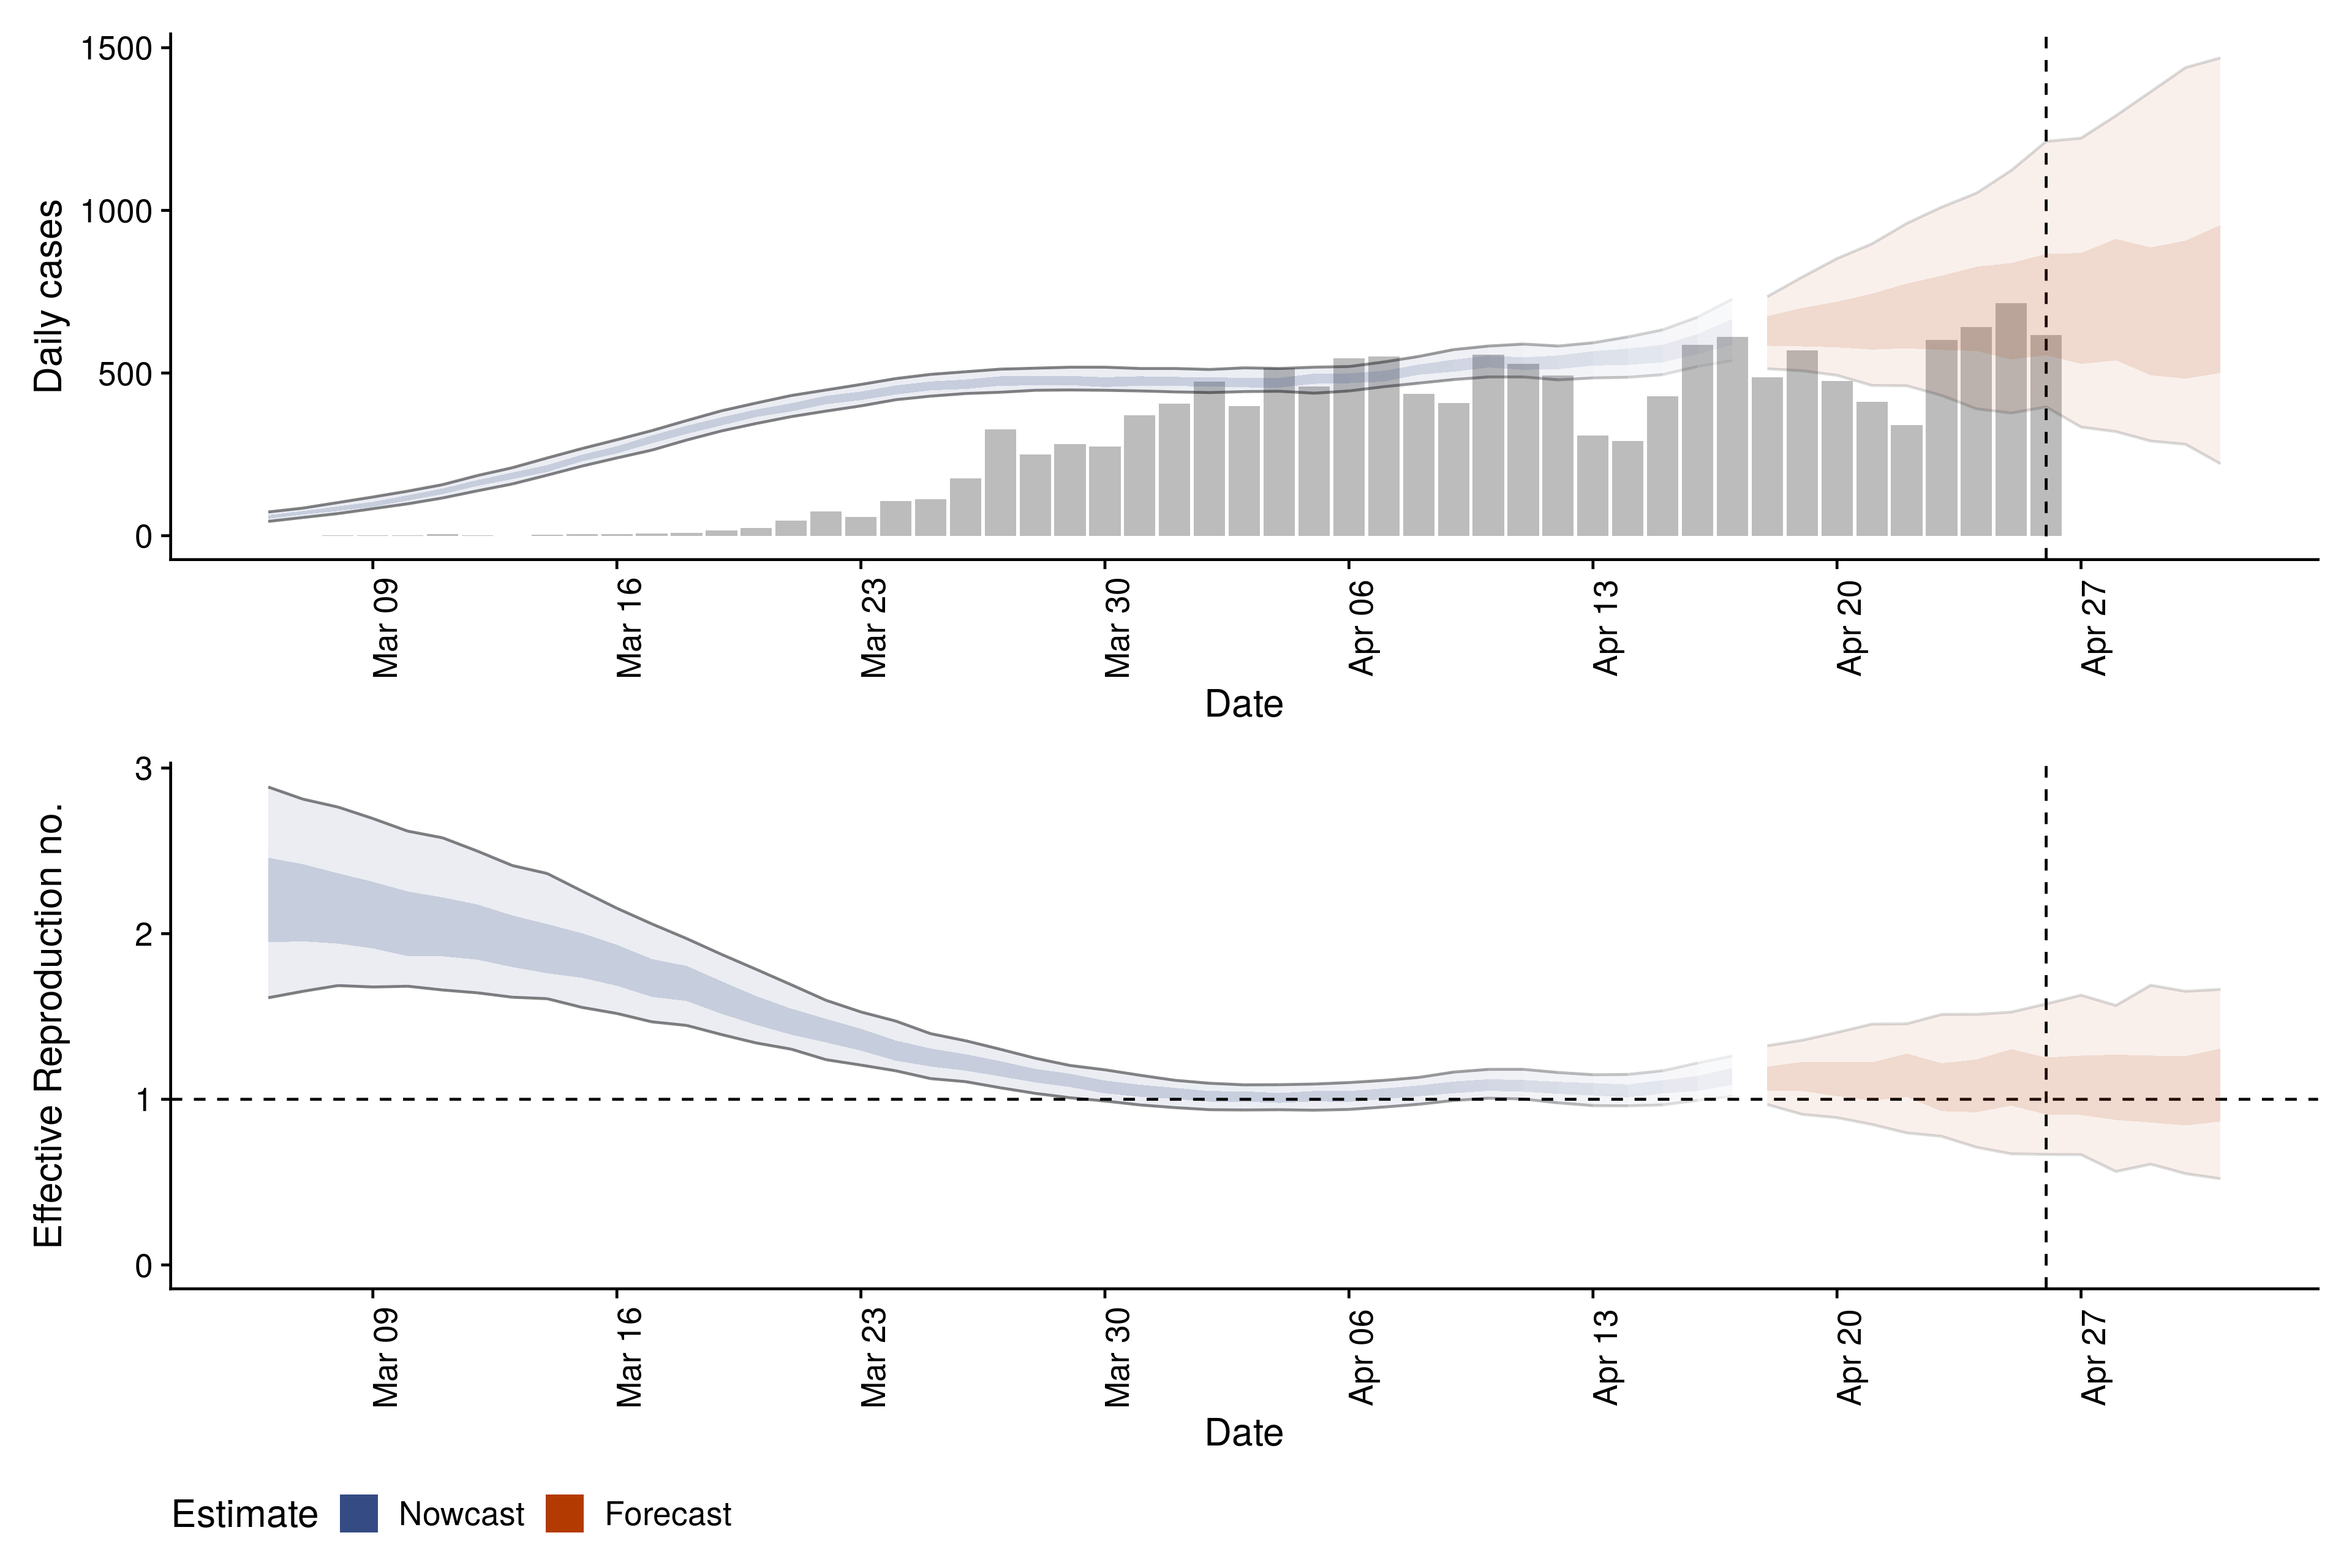 1500
1000
500
0
Daily cases
Mar 09
Mar 16
Mar 23
Mar 30
Apr 06
Apr 13
Apr 20
Apr 27
Date
3
2
1
0
Effective Reproduction no.
Mar 09
Mar 16
Mar 23
Mar 30
Apr 06
Apr 13
Apr 20
Apr 27
Date
Estimate Nowcast Forecast